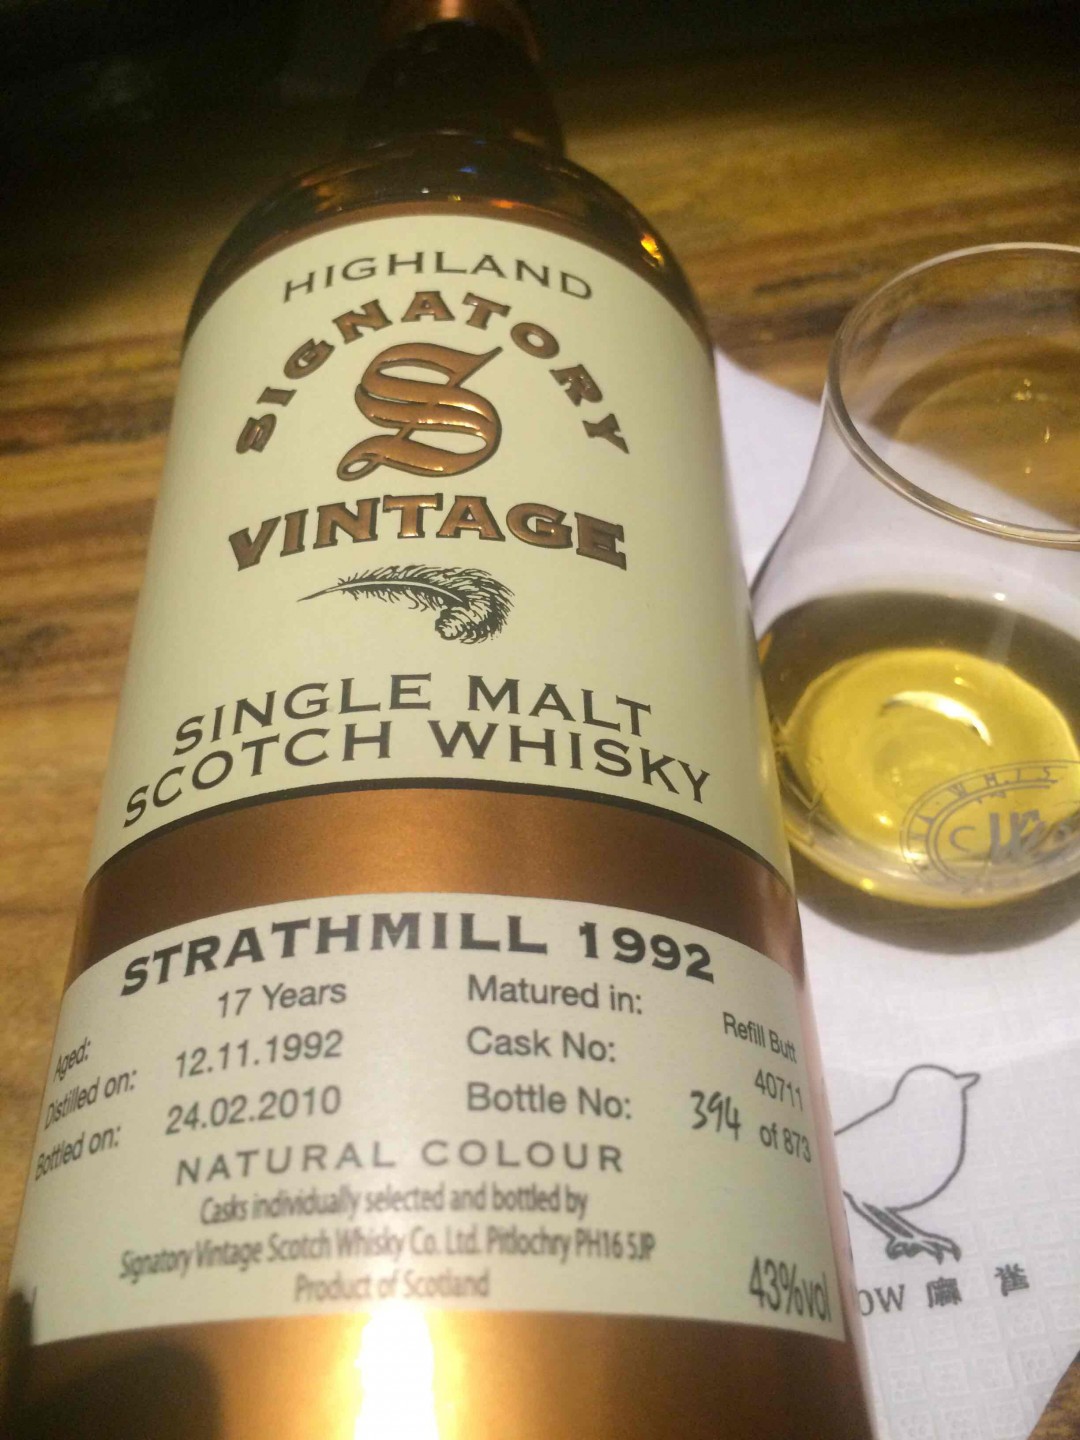 HIGHLAND
SIGNATORY
S
VINTAGE
SINGLE MALT
SCOTCH WHISKY
STRATHMILL 1992
Aged: 17 Years
Distilled on: 12.11.1992
Bottled on: 24.02.2010
Matured in: Refill Butt
Cask No: 40711
Bottle No: 394 of 873
NATURAL COLOUR
Casks individually selected and bottled by
Signatory Vintage Scotch Whisky Co. Ltd. Pitlochry PH16 5JP
Product of Scotland
43%vol
ow 麻